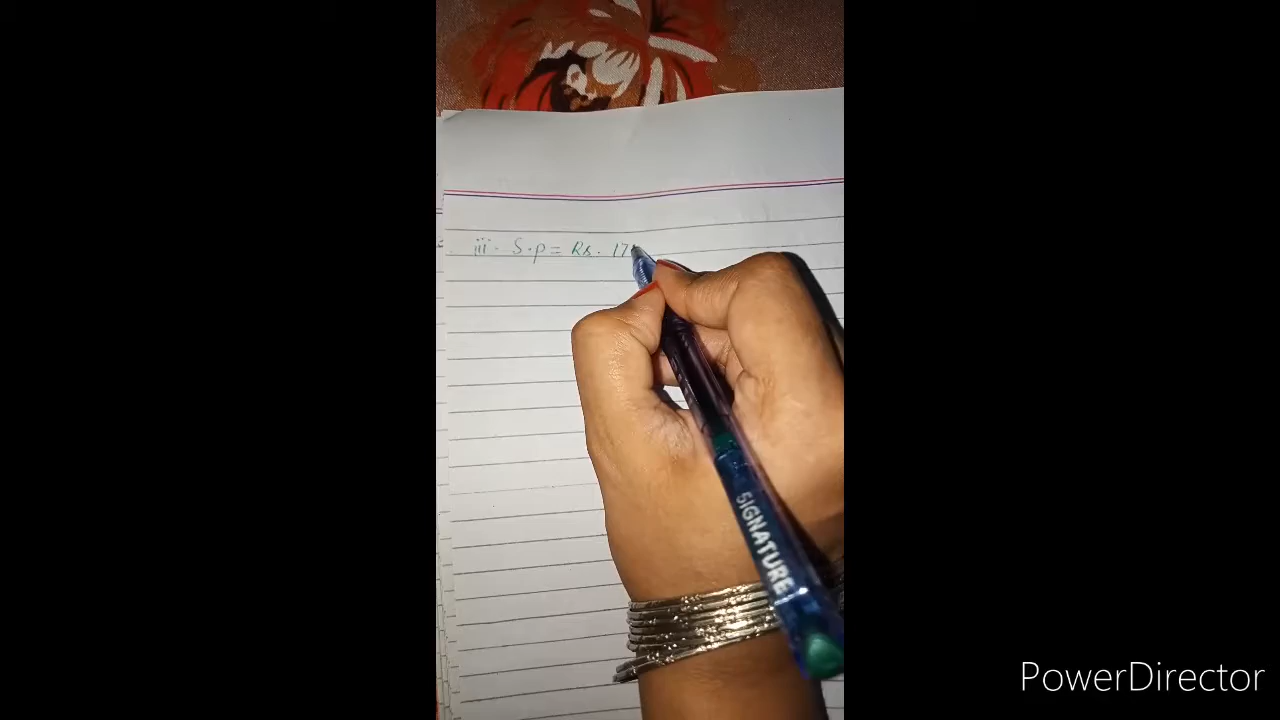 iii. S.p = Rs. 17
SIGNATURE
PowerDirector